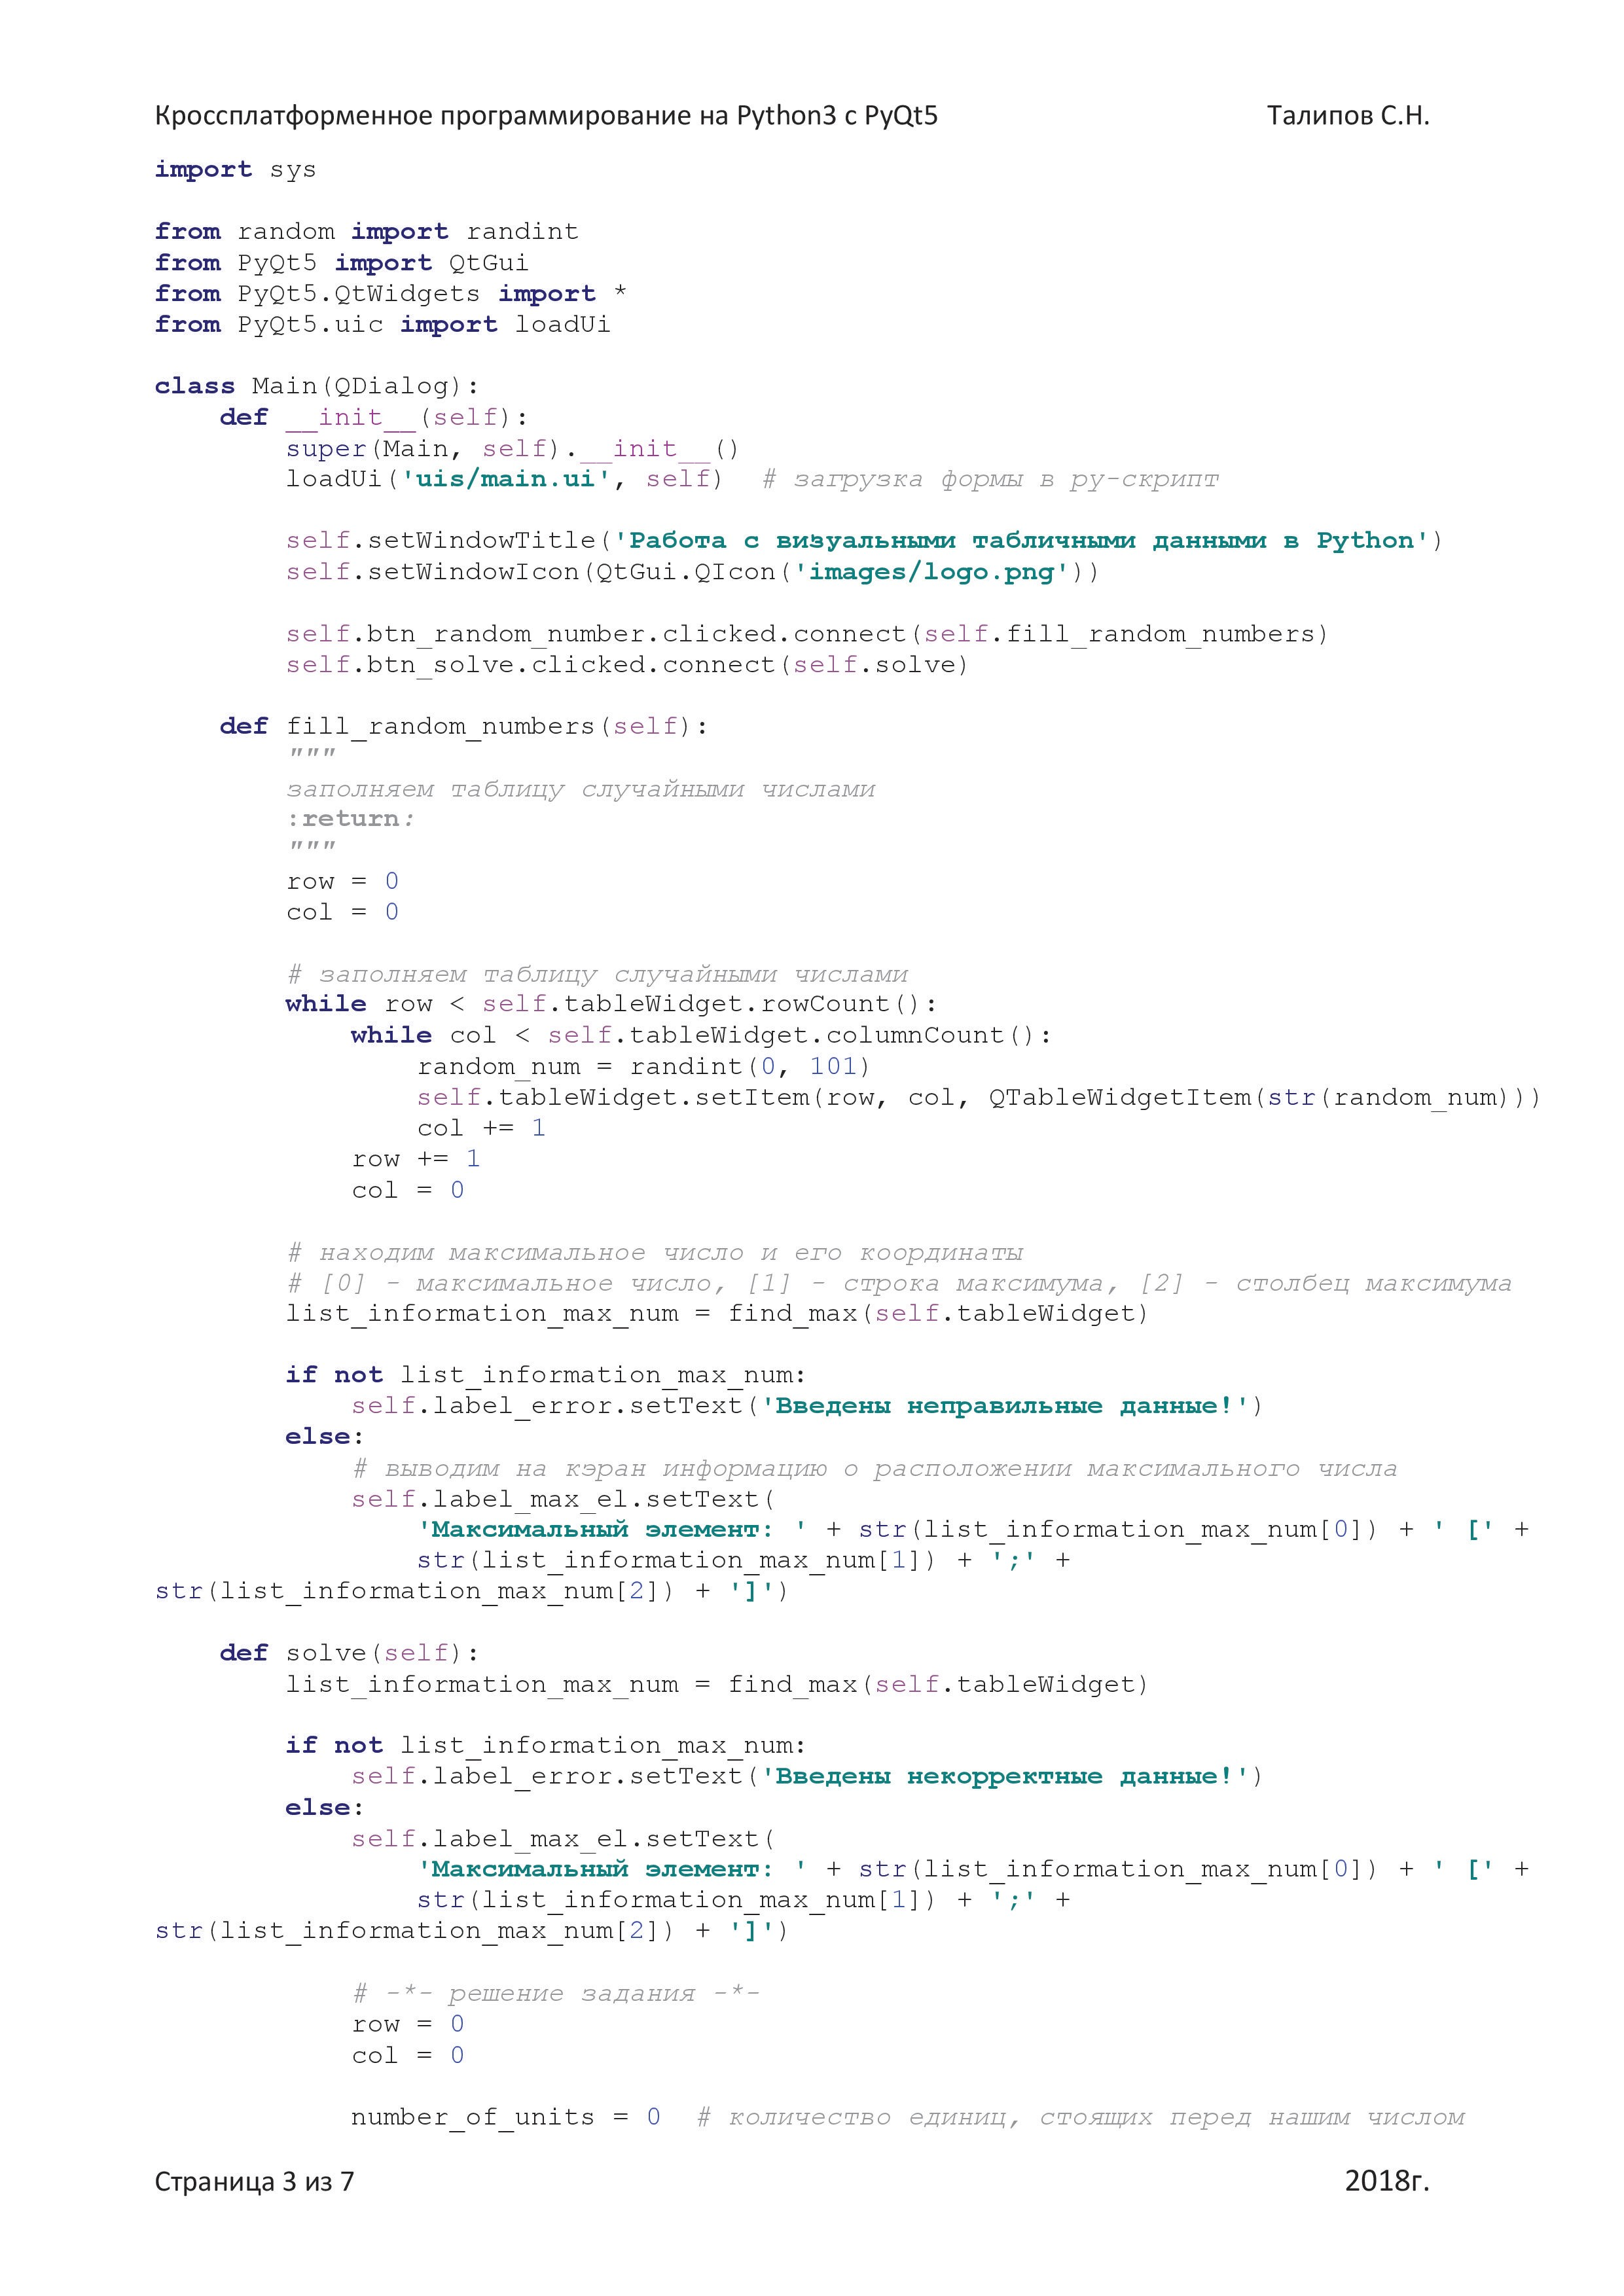 Кроссплатформенное программирование на Python3 с PyQt5 Талипов С.Н.
import sys

from random import randint
from PyQt5 import QtGui
from PyQt5.QtWidgets import *
from PyQt5.uic import loadUi

class Main(QDialog):
    def __init__(self):
        super(Main, self).__init__()
        loadUi('uis/main.ui', self)  # загрузка формы в py-скрипт

        self.setWindowTitle('Работа с визуальными табличными данными в Python')
        self.setWindowIcon(QtGui.QIcon('images/logo.png'))

        self.btn_random_number.clicked.connect(self.fill_random_numbers)
        self.btn_solve.clicked.connect(self.solve)

    def fill_random_numbers(self):
        """
        заполняем таблицу случайными числами
        :return:
        """
        row = 0
        col = 0

        # заполняем таблицу случайными числами
        while row < self.tableWidget.rowCount():
            while col < self.tableWidget.columnCount():
                random_num = randint(0, 101)
                self.tableWidget.setItem(row, col, QTableWidgetItem(str(random_num)))
                col += 1
            row += 1
            col = 0

        # находим максимальное число и его координаты
        # [0] - максимальное число, [1] - строка максимума, [2] - столбец максимума
        list_information_max_num = find_max(self.tableWidget)

        if not list_information_max_num:
            self.label_error.setText('Введены неправильные данные!')
        else:
            # выводим на кэран информацию о расположении максимального числа
            self.label_max_el.setText(
                'Максимальный элемент: ' + str(list_information_max_num[0]) + ' [' +
                str(list_information_max_num[1]) + ';' +
str(list_information_max_num[2]) + ']')

    def solve(self):
        list_information_max_num = find_max(self.tableWidget)

        if not list_information_max_num:
            self.label_error.setText('Введены некорректные данные!')
        else:
            self.label_max_el.setText(
                'Максимальный элемент: ' + str(list_information_max_num[0]) + ' [' +
                str(list_information_max_num[1]) + ';' +
str(list_information_max_num[2]) + ']')

            # -*- решение задания -*-
            row = 0
            col = 0

            number_of_units = 0  # количество единиц, стоящих перед нашим числом
Страница 3 из 7 2018г.